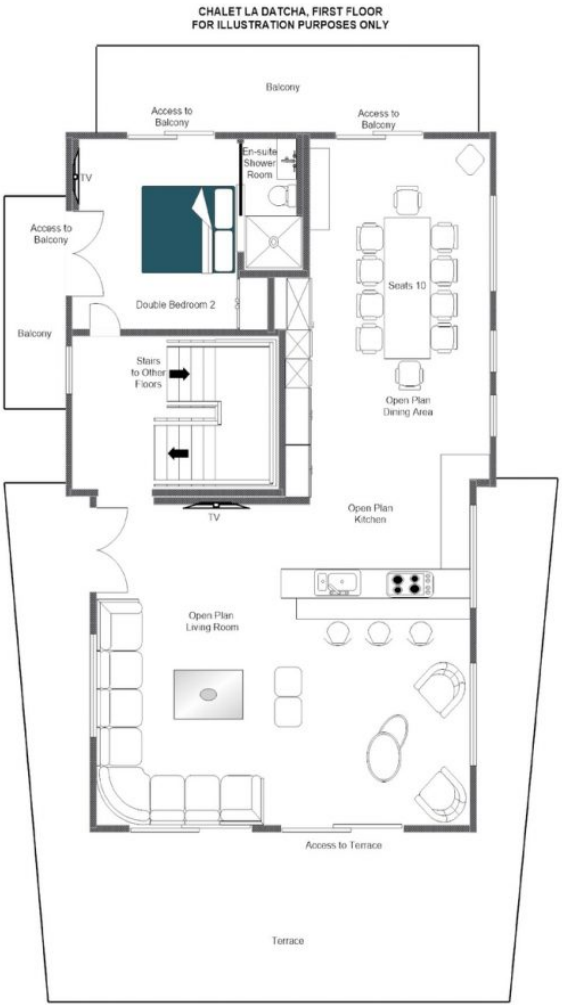 CHALET LA DATCHA, FIRST FLOOR
FOR ILLUSTRATION PURPOSES ONLY
Balcony
Access to
Balcony
Access to
Balcony
En-suite
Shower
Room
TV
Access to
Balcony
Seats 10
Double Bedroom 2
Balcony
Stairs
to Other
Floors
Open Plan
Dining Area
TV
Open Plan
Kitchen
Open Plan
Living Room
Access to Terrace
Terrace